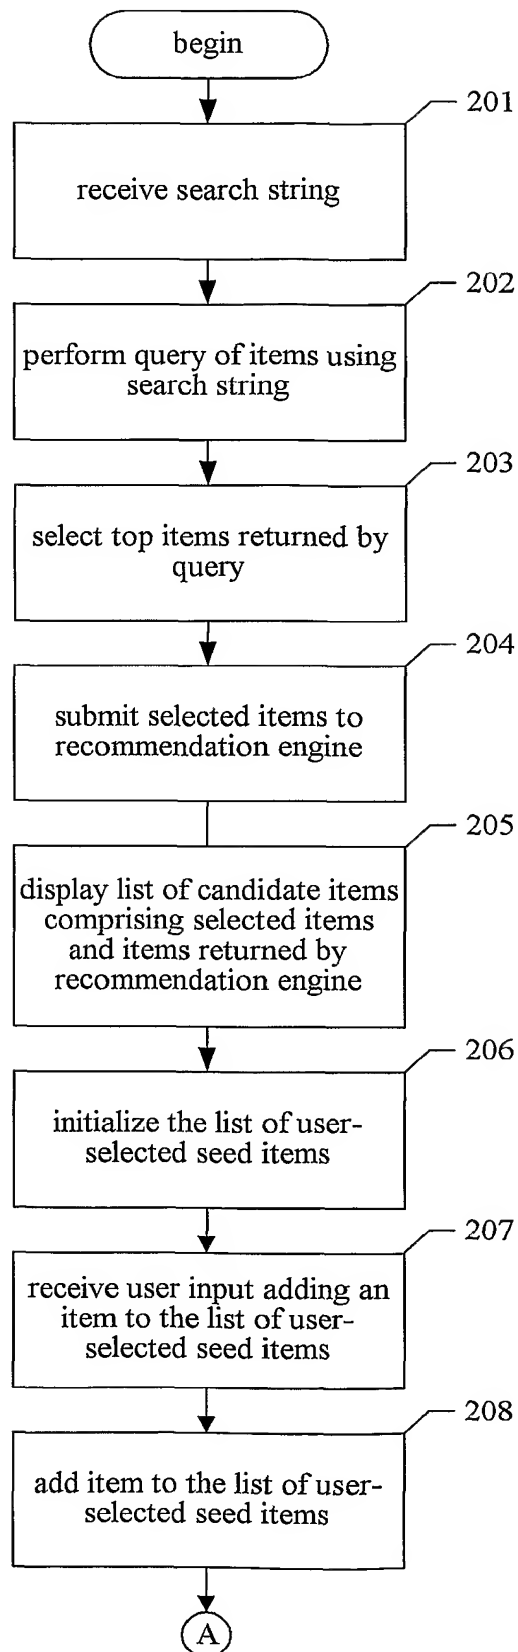 begin
201
receive search string
202
perform query of items using
search string
203
select top items returned by
query
204
submit selected items to
recommendation engine
205
display list of candidate items
comprising selected items
and items returned by
recommendation engine
206
initialize the list of user-
selected seed items
207
receive user input adding an
item to the list of user-
selected seed items
208
add item to the list of user-
selected seed items
A